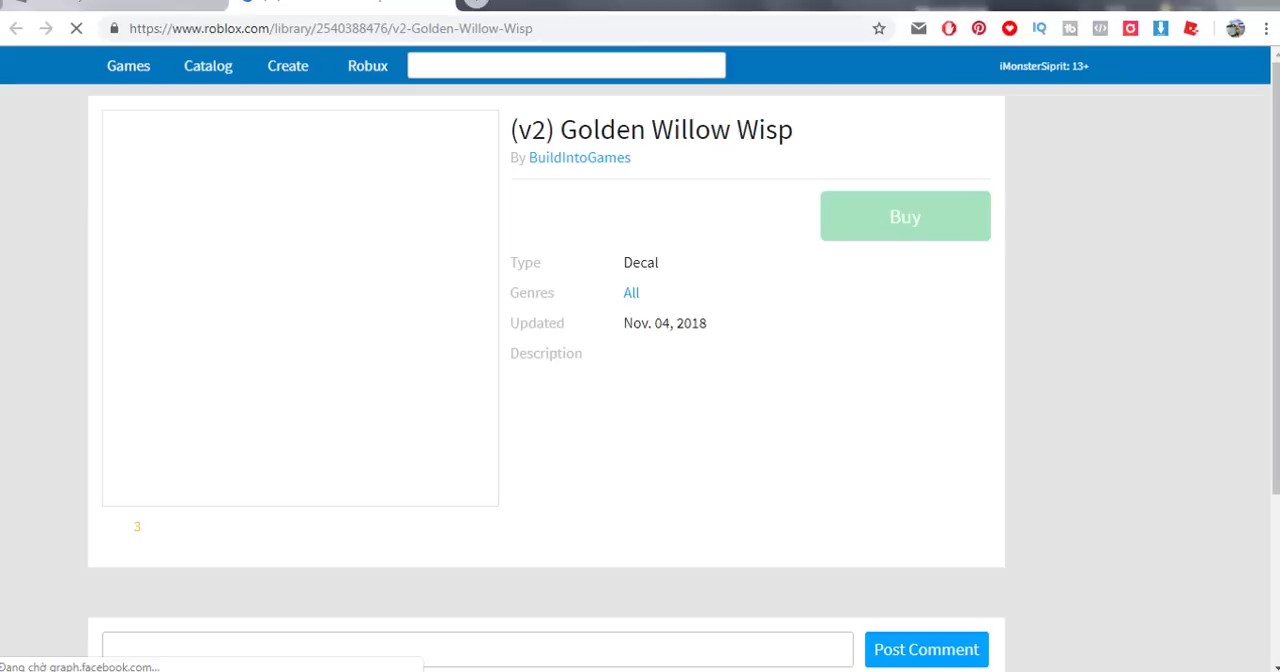 https://www.roblox.com/library/2540388476/v2-Golden-Willow-Wisp
IQ
Games
Catalog
Create
Robux
iMonsterSiprit: 13+
(v2) Golden Willow Wisp
By BuildIntoGames
Buy
Type
Decal
Genres
All
Updated
Nov. 04, 2018
Description
3
Post Comment
Đang chờ graph.facebook.com...